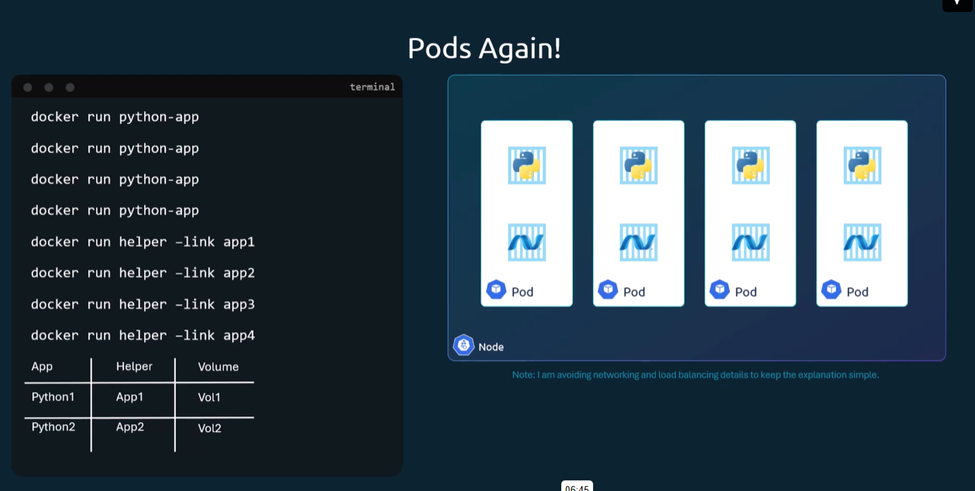 Pods Again!
terminal
docker run python-app
docker run python-app
docker run python-app
docker run python-app
docker run helper –link app1
docker run helper –link app2
docker run helper –link app3
docker run helper –link app4
App Helper Volume
Python1 App1 Vol1
Python2 App2 Vol2
Pod Pod Pod Pod
Node
Note: I am avoiding networking and load balancing details to keep the explanation simple.
06:45